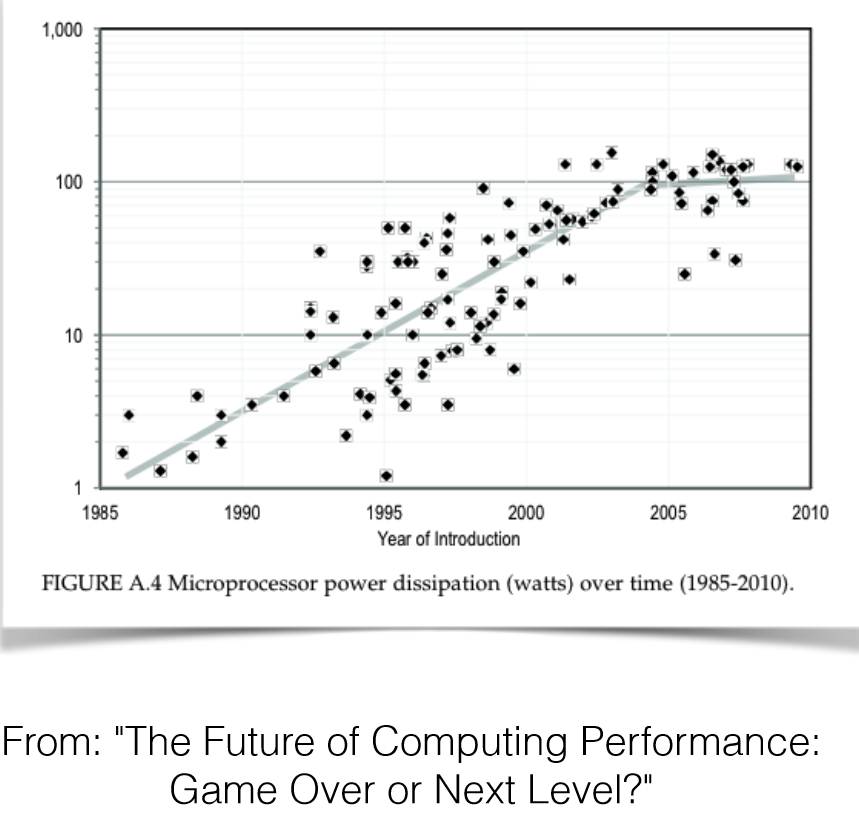 1,000
100
10
1
1985 1990 1995 2000 2005 2010
Year of Introduction
FIGURE A.4 Microprocessor power dissipation (watts) over time (1985-2010).
From: "The Future of Computing Performance:
Game Over or Next Level?"